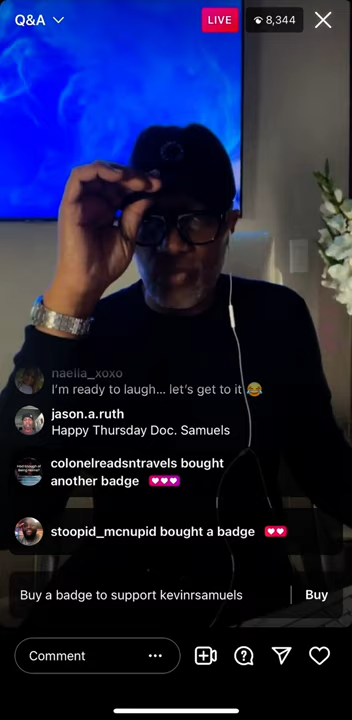 Q&A
LIVE
8,344
naella_xoxo
I'm ready to laugh... let's get to it 😂
jason.a.ruth
Happy Thursday Doc. Samuels
colonelreadsntravels bought
another badge
stoopid_mcnupid bought a badge
Buy a badge to support kevinrsamuels
Buy
Comment